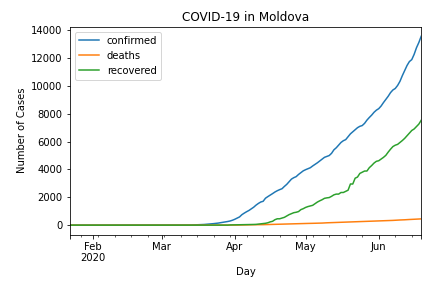 COVID-19 in Moldova
confirmed
deaths
recovered
Number of Cases
14000
12000
10000
8000
6000
4000
2000
0
Feb
2020
Mar
Apr
May
Jun
Day